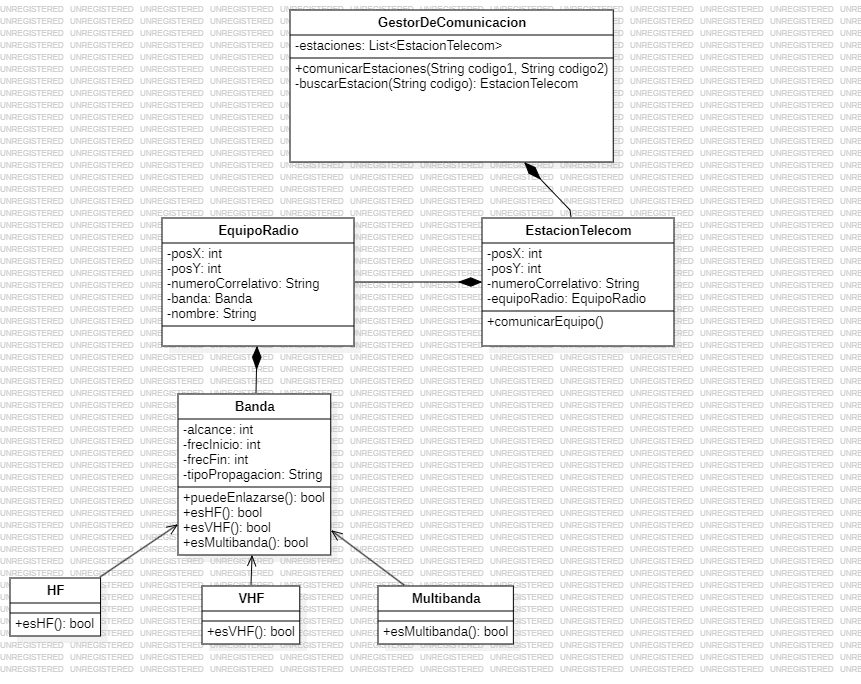 GestorDeComunicacion
-estaciones: List<EstacionTelecom>
+comunicarEstaciones(String codigo1, String codigo2)
-buscarEstacion(String codigo): EstacionTelecom
EquipoRadio
-posX: int
-posY: int
-numeroCorrelativo: String
-banda: Banda
-nombre: String
EstacionTelecom
-posX: int
-posY: int
-numeroCorrelativo: String
-equipoRadio: EquipoRadio
+comunicarEquipo()
Banda
-alcance: int
-frecInicio: int
-frecFin: int
-tipoPropagacion: String
+puedeEnlazarse(): bool
+esHF(): bool
+esVHF(): bool
+esMultibanda(): bool
HF
+esHF(): bool
VHF
+esVHF(): bool
Multibanda
+esMultibanda(): bool
UNREGISTERED